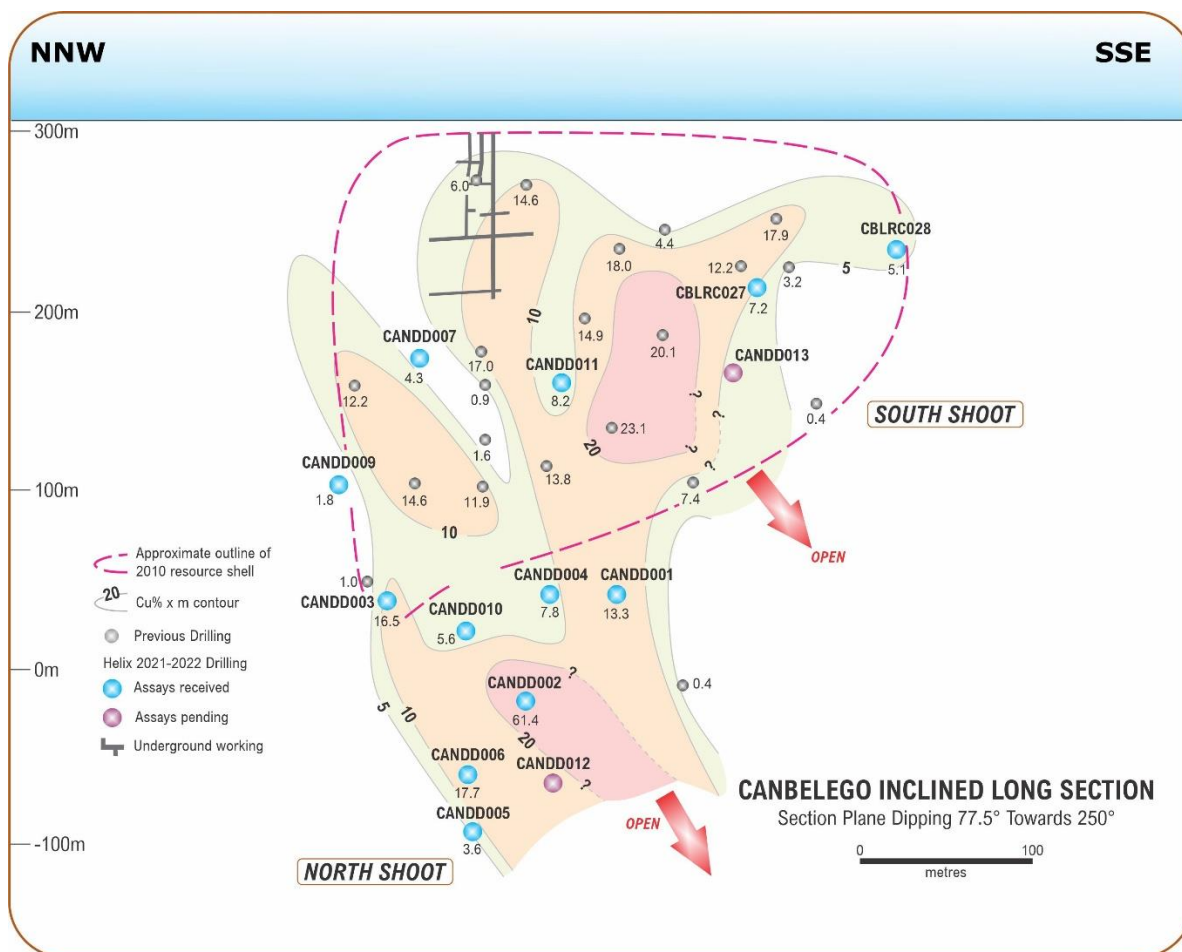 NNW
SSE
300m
6.0
14.6
4.4
17.9
CBLRC028
5.1
18.0
12.2
3.2
5
CBLRC027
7.2
200m
10
14.9
CANDD007
4.3
17.0
CANDD011
8.2
20.1
CANDD013
12.2
0.9
?
?
0.4
SOUTH SHOOT
23.1
20
?
?
1.6
CANDD009
1.8
100m
14.6
11.9
13.8
7.4
10
OPEN
Approximate outline of
2010 resource shell
20
Cu% x m contour
Previous Drilling
Helix 2021-2022 Drilling
Assays received
Assays pending
Underground working
1.0
CANDD003
16.5
CANDD010
5.6
CANDD004
7.8
CANDD001
13.3
0m
CANDD002
61.4
?
0.4
5
10
20
CANDD006
17.7
CANDD012
?
CANDD005
3.6
-100m
OPEN
NORTH SHOOT
CANBELEGO INCLINED LONG SECTION
Section Plane Dipping 77.5° Towards 250°
0
100
metres